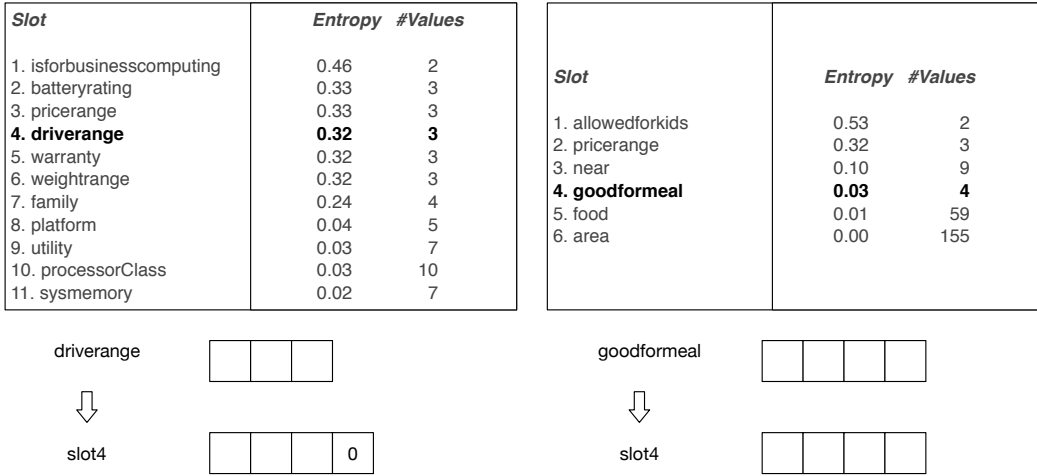 Slot Entropy #Values
1. isforbusinesscomputing 0.46 2
2. batteryrating 0.33 3
3. pricerange 0.33 3
4. driverange 0.32 3
5. warranty 0.32 3
6. weightrange 0.32 3
7. family 0.24 4
8. platform 0.04 5
9. utility 0.03 7
10. processorClass 0.03 10
11. sysmemory 0.02 7
driverange
slot4 0
Slot Entropy #Values
1. allowedforkids 0.53 2
2. pricerange 0.32 3
3. near 0.10 9
4. goodformeal 0.03 4
5. food 0.01 59
6. area 0.00 155
goodformeal
slot4